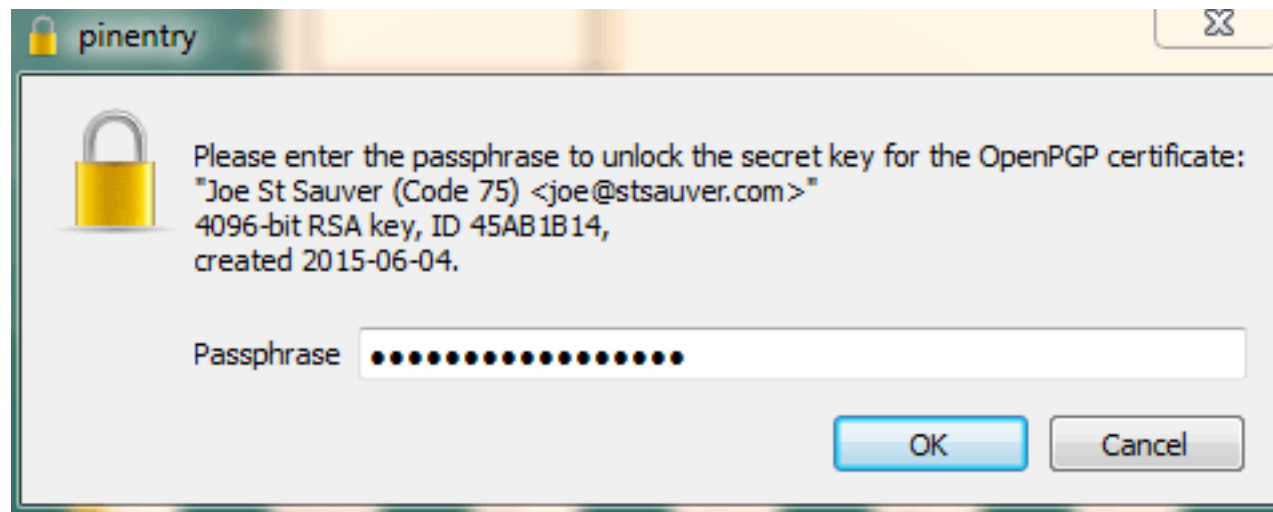 pinentry
Please enter the passphrase to unlock the secret key for the OpenPGP certificate:
"Joe St Sauver (Code 75) <joe@stsauver.com>"
4096-bit RSA key, ID 45AB1B14,
created 2015-06-04.
Passphrase •••••••••••••••••
OK Cancel